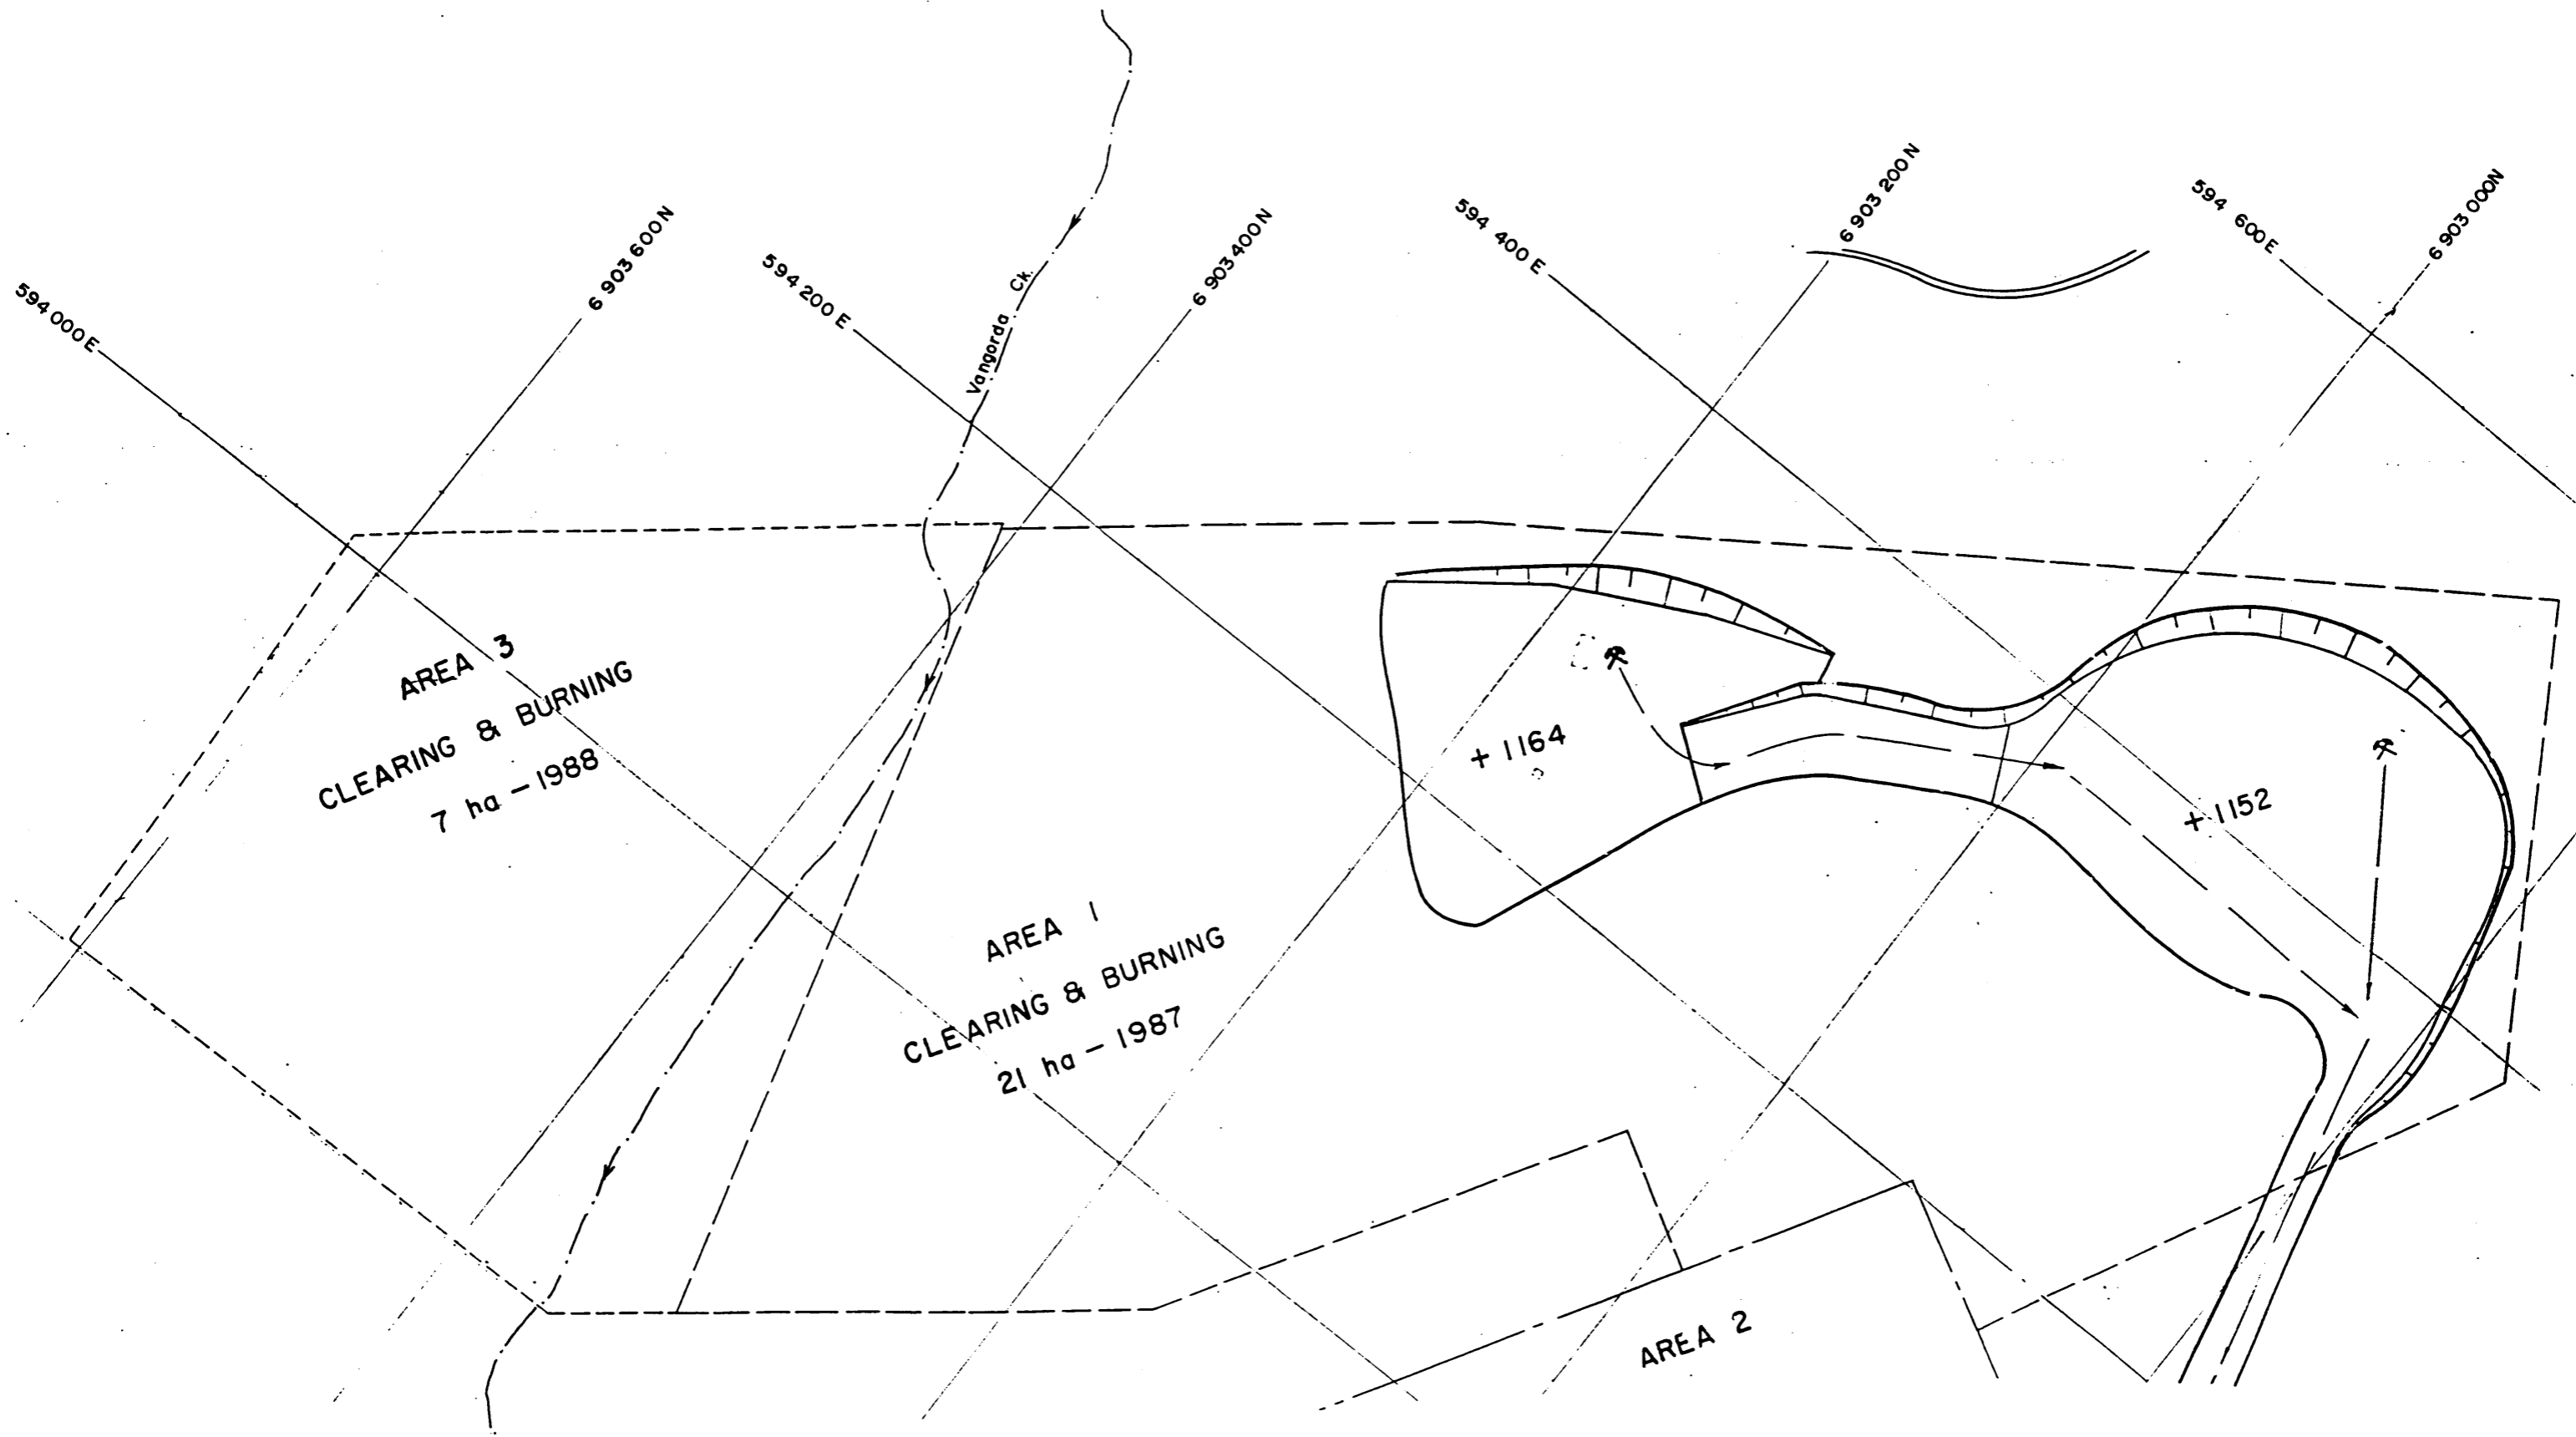 594 000 E
6 903 600 N
594 200 E
Vangorda Ck.
6 903 400 N
594 400 E
6 903 200 N
594 600 E
6 903 000 N
AREA 3
CLEARING & BURNING
7 ha – 1988
+ 1164
+ 1152
AREA 1
CLEARING & BURNING
21 ha – 1987
AREA 2